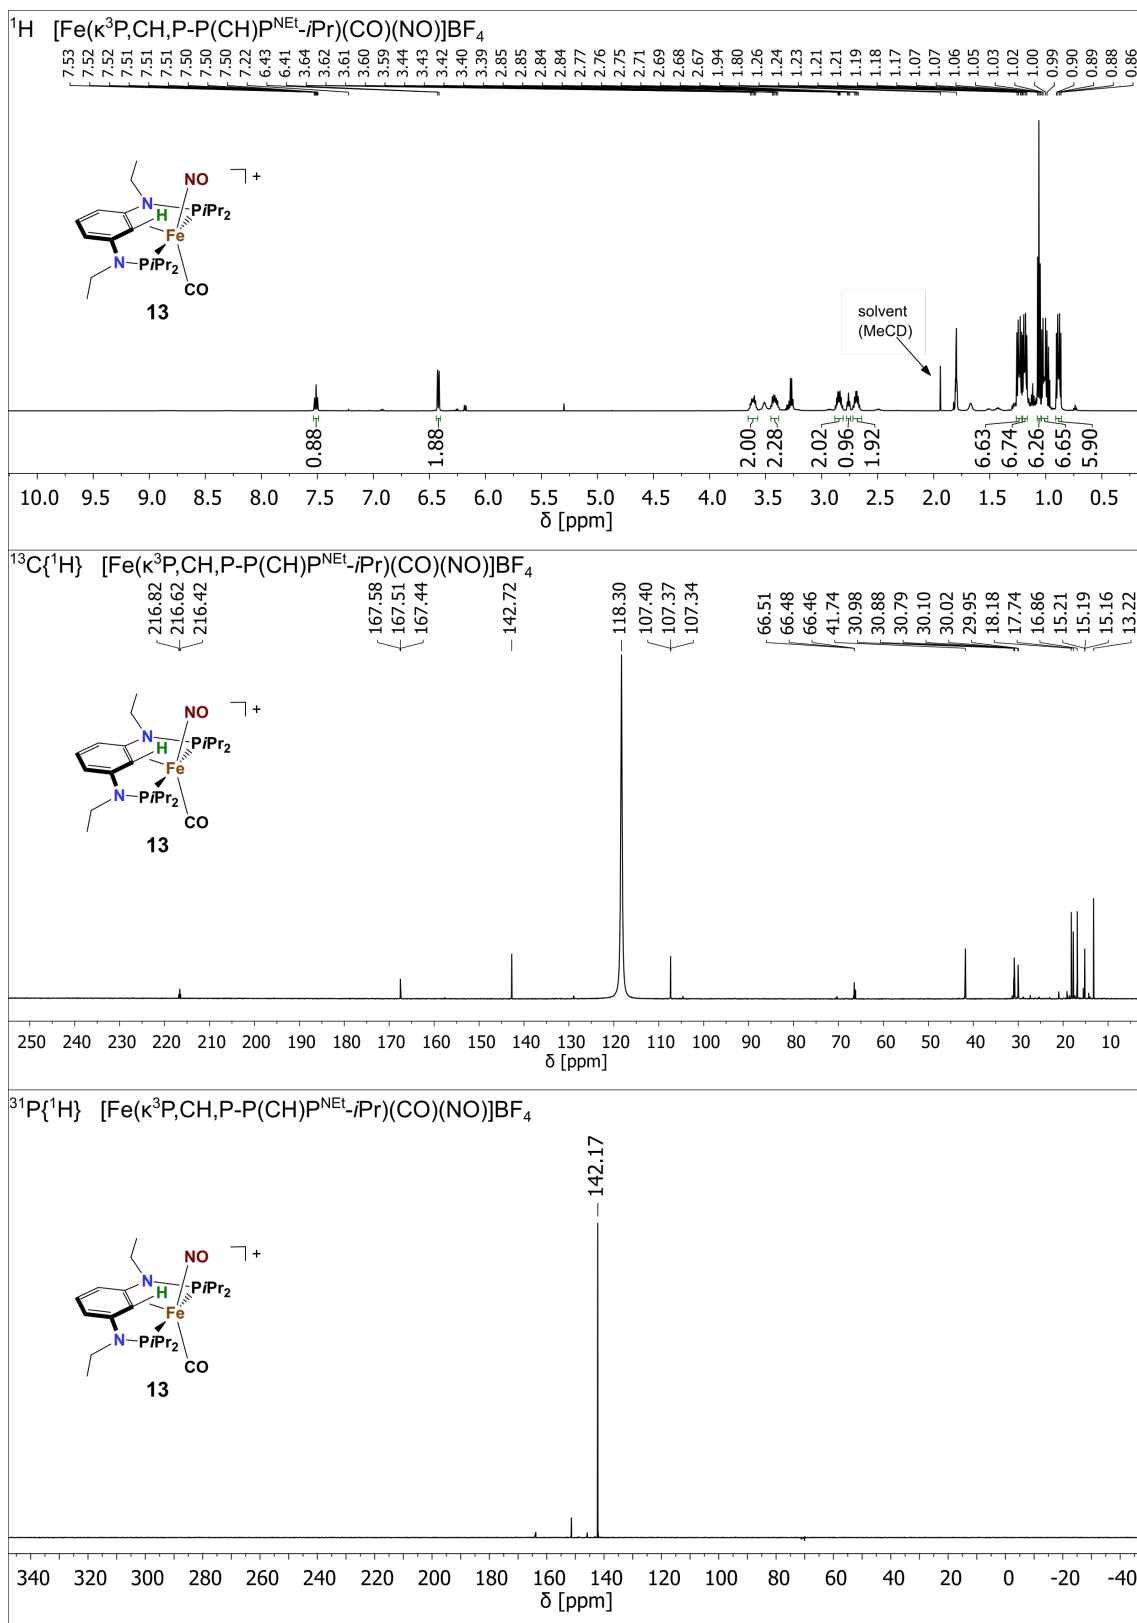 ¹H [Fe(κ³P,CH,P-P(CH)Pᴺᴱᵗ-iPr)(CO)(NO)]BF₄
7.53 7.52 7.52 7.51 7.51 7.50 7.50 7.50 7.22 6.43 6.41 3.64 3.62 3.61 3.60 3.59 3.44 3.43 3.42 3.40 3.39 2.85 2.85 2.84 2.84 2.77 2.76 2.75 2.71 2.69 2.68 2.67 1.94 1.80 1.26 1.24 1.23 1.21 1.21 1.19 1.18 1.17 1.07 1.07 1.06 1.05 1.03 1.02 1.00 0.99 0.90 0.89 0.88 0.86
NO
+
N
H
PiPr₂
Fe
N
PiPr₂
CO
13
solvent
(MeCD)
0.88 1.88 2.00 2.28 2.02 0.96 1.92 6.63 6.74 6.26 6.65 5.90
10.0 9.5 9.0 8.5 8.0 7.5 7.0 6.5 6.0 5.5 5.0 4.5 4.0 3.5 3.0 2.5 2.0 1.5 1.0 0.5
δ [ppm]
¹³C{¹H} [Fe(κ³P,CH,P-P(CH)Pᴺᴱᵗ-iPr)(CO)(NO)]BF₄
216.82 216.62 216.42 167.58 167.51 167.44 142.72 118.30 107.40 107.37 107.34 66.51 66.48 66.46 41.74 30.98 30.88 30.79 30.10 30.02 29.95 18.18 17.74 16.86 15.21 15.19 15.16 13.22
NO
+
N
H
PiPr₂
Fe
N
PiPr₂
CO
13
250 240 230 220 210 200 190 180 170 160 150 140 130 120 110 100 90 80 70 60 50 40 30 20 10
δ [ppm]
³¹P{¹H} [Fe(κ³P,CH,P-P(CH)Pᴺᴱᵗ-iPr)(CO)(NO)]BF₄
142.17
NO
+
N
H
PiPr₂
Fe
N
PiPr₂
CO
13
340 320 300 280 260 240 220 200 180 160 140 120 100 80 60 40 20 0 -20 -40
δ [ppm]